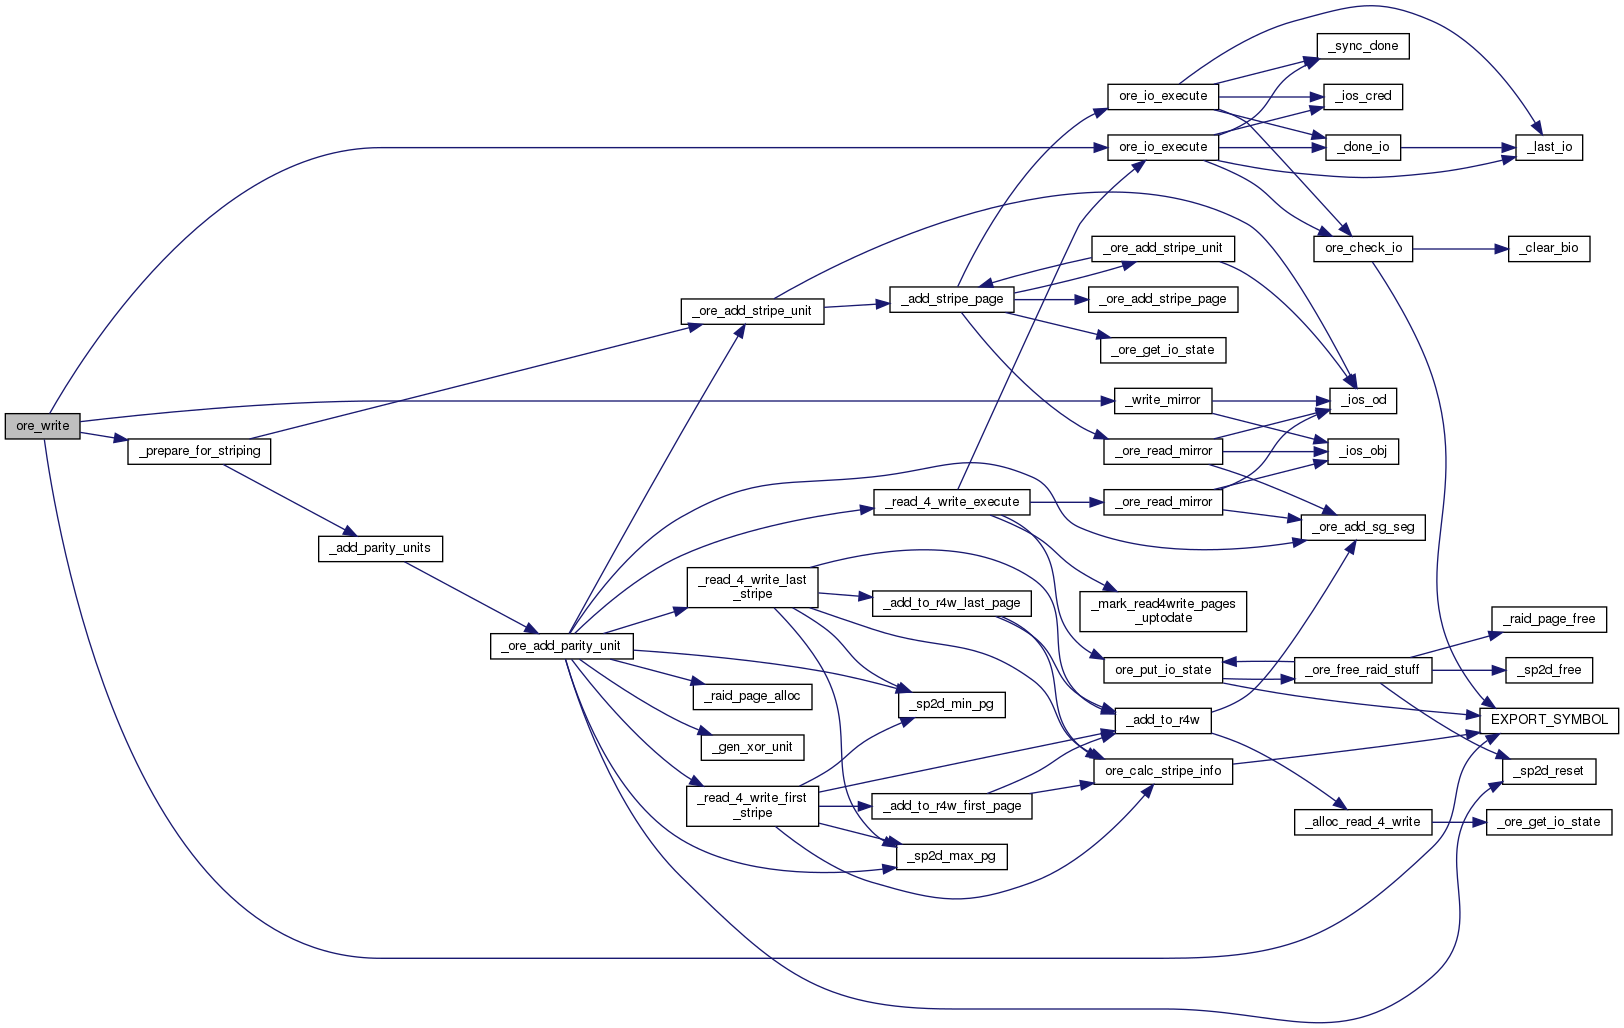 _sync_done
ore_io_execute
_ios_cred
ore_io_execute
_done_io
_last_io
_ore_add_stripe_unit
ore_check_io
_clear_bio
_add_stripe_page
_ore_add_stripe_page
_ore_add_stripe_unit
_ore_get_io_state
_write_mirror
_ios_od
ore_write
_prepare_for_striping
_ore_read_mirror
_ios_obj
_read_4_write_execute
_ore_read_mirror
_ore_add_sg_seg
_add_parity_units
_read_4_write_last
_stripe
_add_to_r4w_last_page
_mark_read4write_pages
_uptodate
_raid_page_free
_ore_add_parity_unit
ore_put_io_state
_ore_free_raid_stuff
_sp2d_free
_raid_page_alloc
_sp2d_min_pg
_add_to_r4w
EXPORT_SYMBOL
_gen_xor_unit
ore_calc_stripe_info
_sp2d_reset
_read_4_write_first
_stripe
_add_to_r4w_first_page
_alloc_read_4_write
_ore_get_io_state
_sp2d_max_pg